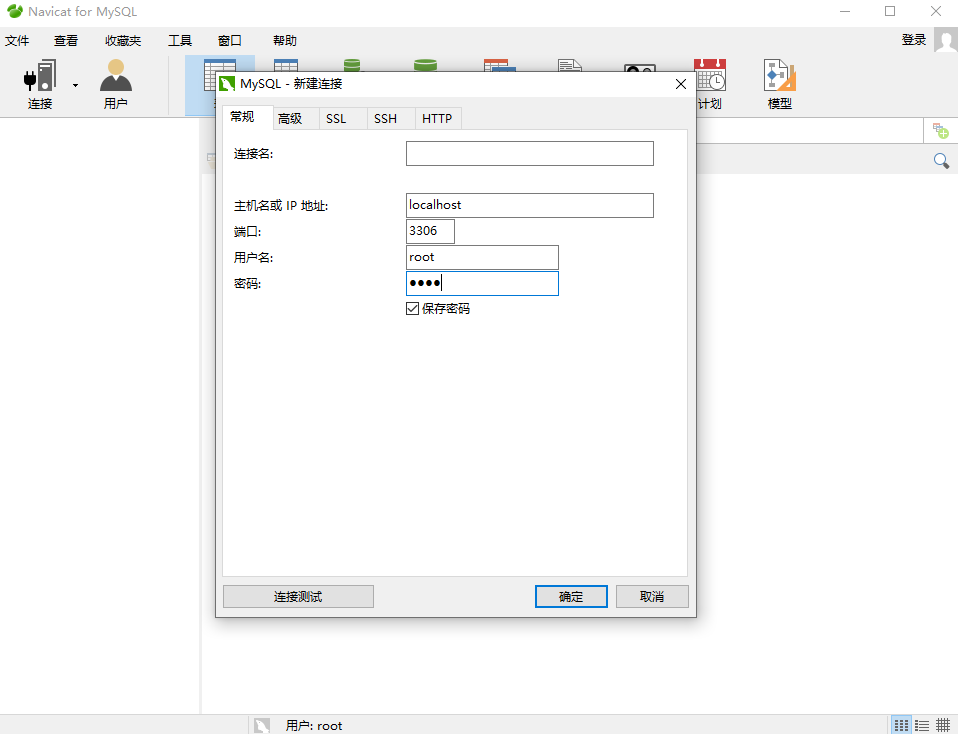 Navicat for MySQL
文件 查看 收藏夹 工具 窗口 帮助 登录
连接 用户 计划 模型
MySQL - 新建连接
常规 高级 SSL SSH HTTP
连接名:
主机名或 IP 地址: localhost
端口: 3306
用户名: root
密码: ●●●●
保存密码
连接测试 确定 取消
用户: root